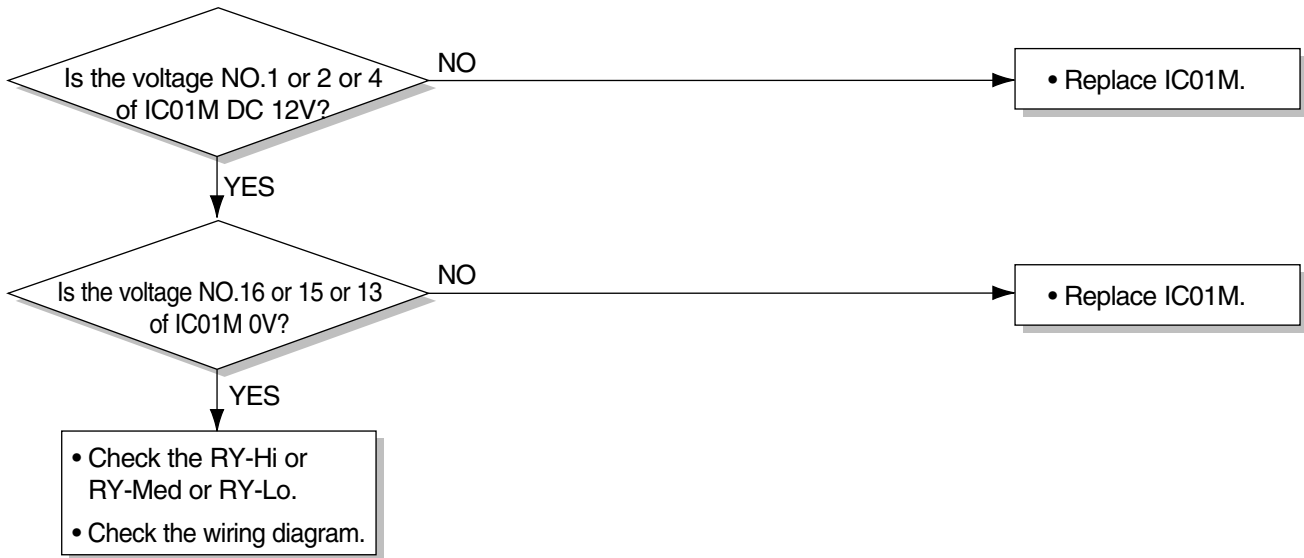 Is the voltage NO.1 or 2 or 4
of IC01M DC 12V?
NO
• Replace IC01M.
YES
Is the voltage NO.16 or 15 or 13
of IC01M 0V?
NO
• Replace IC01M.
YES
• Check the RY-Hi or
RY-Med or RY-Lo.
• Check the wiring diagram.